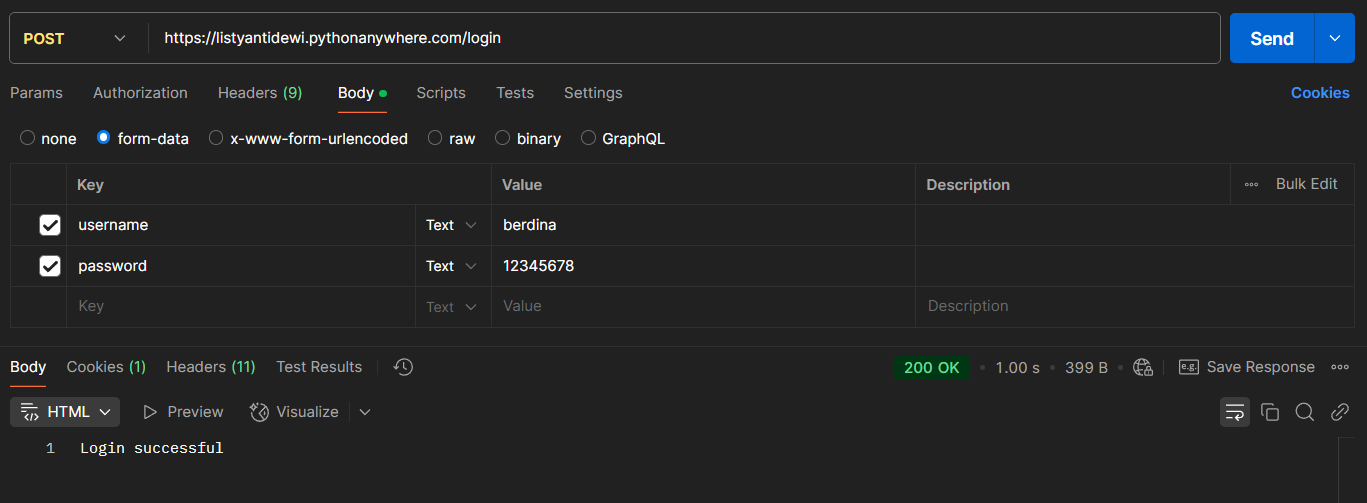 POST https://listyantidewi.pythonanywhere.com/login Send
Params Authorization Headers (9) Body Scripts Tests Settings Cookies
none form-data x-www-form-urlencoded raw binary GraphQL
Key Value Description Bulk Edit
username Text berdina
password Text 12345678
Key Text Value Description
Body Cookies (1) Headers (11) Test Results 200 OK 1.00 s 399 B e.g. Save Response
HTML Preview Visualize
1 Login successful